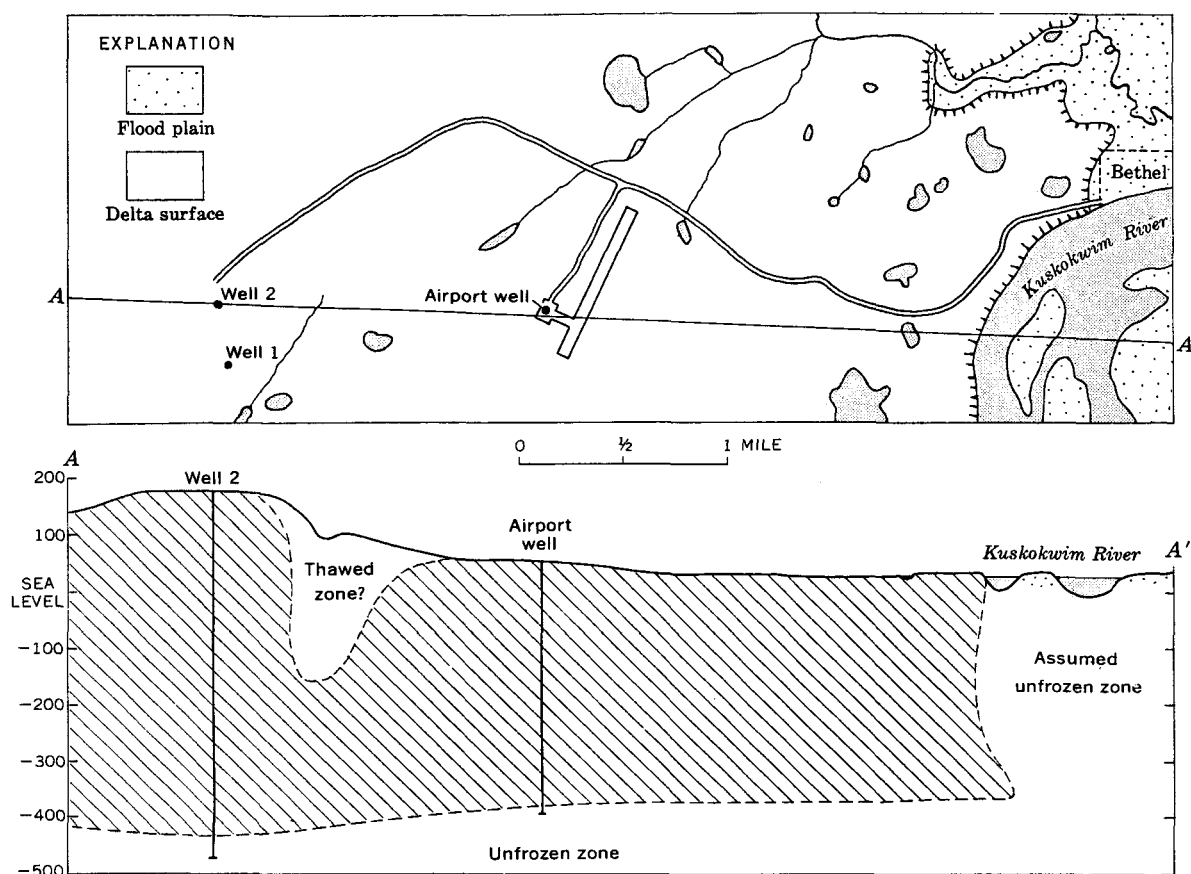 EXPLANATION
Flood plain
Delta surface
Bethel
Kuskokwim River
A
Well 2
Airport well
Well 1
A
0 ½ 1 MILE
A
200
Well 2
100
Airport
well
Kuskokwim River
A'
SEA
LEVEL
Thawed
zone?
-100
Assumed
unfrozen zone
-200
-300
-400
Unfrozen zone
-500